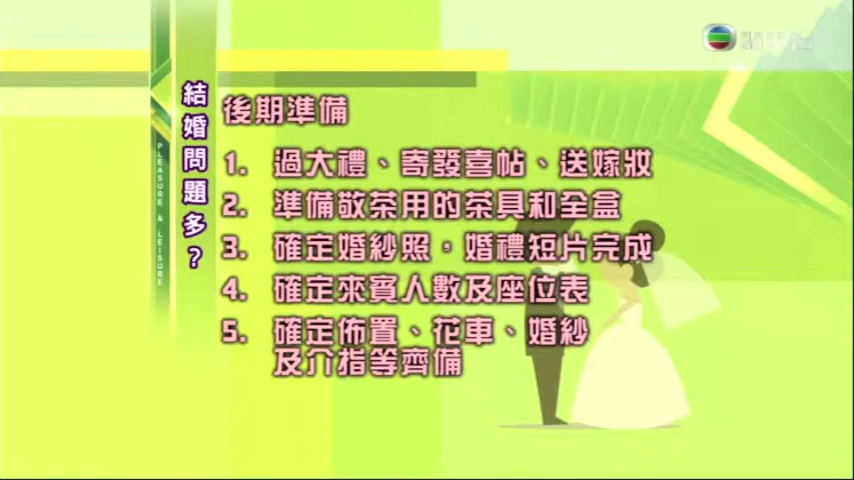 結婚問題多？
PLEASURE & LEISURE
後期準備
1. 過大禮、寄發喜帖、送嫁妝
2. 準備敬茶用的茶具和全盒
3. 確定婚紗照，婚禮短片完成
4. 確定來賓人數及座位表
5. 確定佈置、花車、婚紗
及介指等齊備